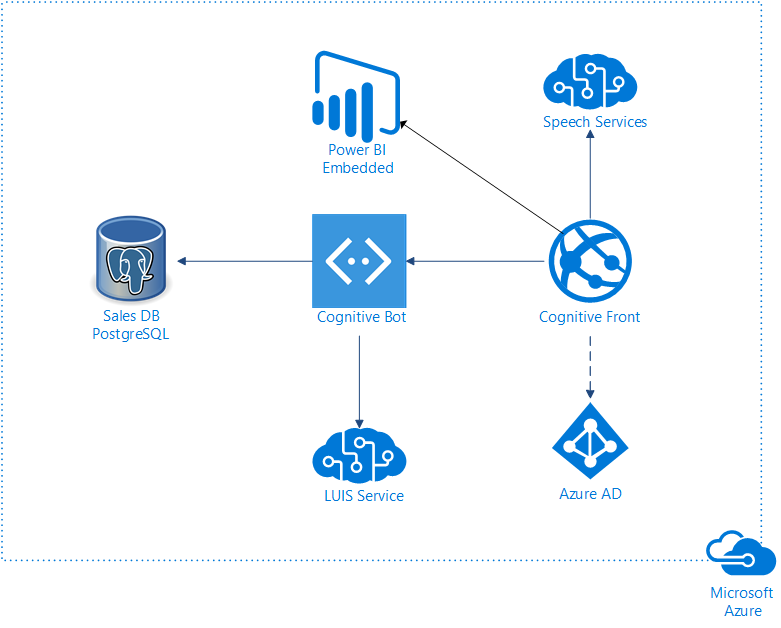 Speech Services
Power BI
Embedded
Sales DB
PostgreSQL
Cognitive Bot
Cognitive Front
LUIS Service
Azure AD
Microsoft
Azure